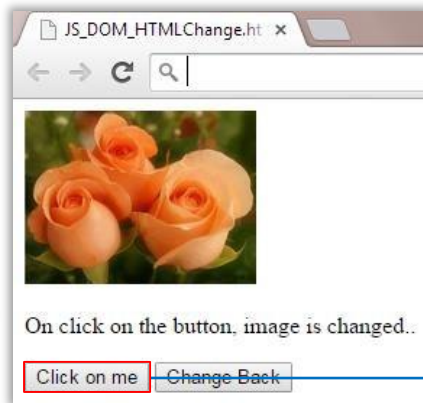 JS_DOM_HTMLChange.ht
On click on the button, image is changed..
Click on me Change Back